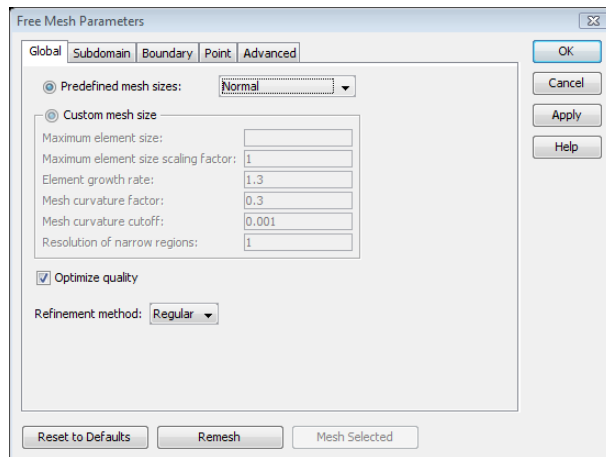 Free Mesh Parameters
Global Subdomain Boundary Point Advanced
OK
Predefined mesh sizes: Normal
Cancel
Custom mesh size
Apply
Maximum element size:
Help
Maximum element size scaling factor: 1
Element growth rate: 1.3
Mesh curvature factor: 0.3
Mesh curvature cutoff: 0.001
Resolution of narrow regions: 1
Optimize quality
Refinement method: Regular
Reset to Defaults Remesh Mesh Selected